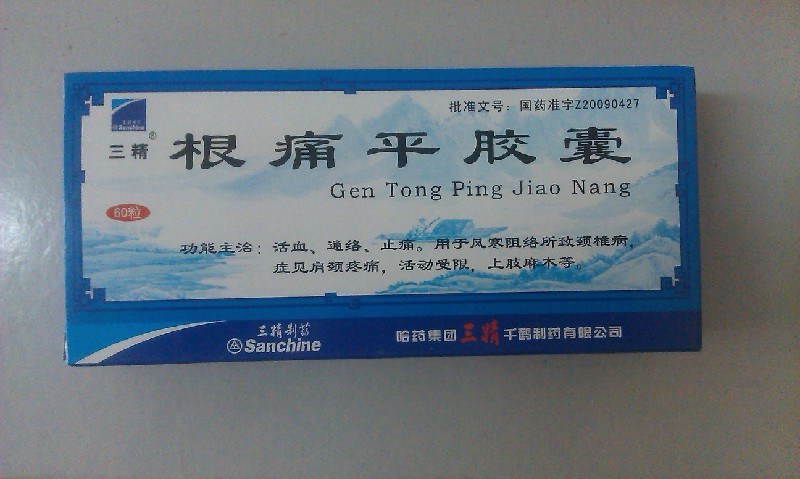 批准文号：国药准字Z20090427
Sanchine
三精®
根痛平胶囊
Gen Tong Ping Jiao Nang
60粒
功能主治：活血、通络、止痛。用于风寒阻络所致颈椎病，
症见肩颈疼痛，活动受限，上肢麻木等。
三精制药
Sanchine
哈药集团三精千鹤制药有限公司